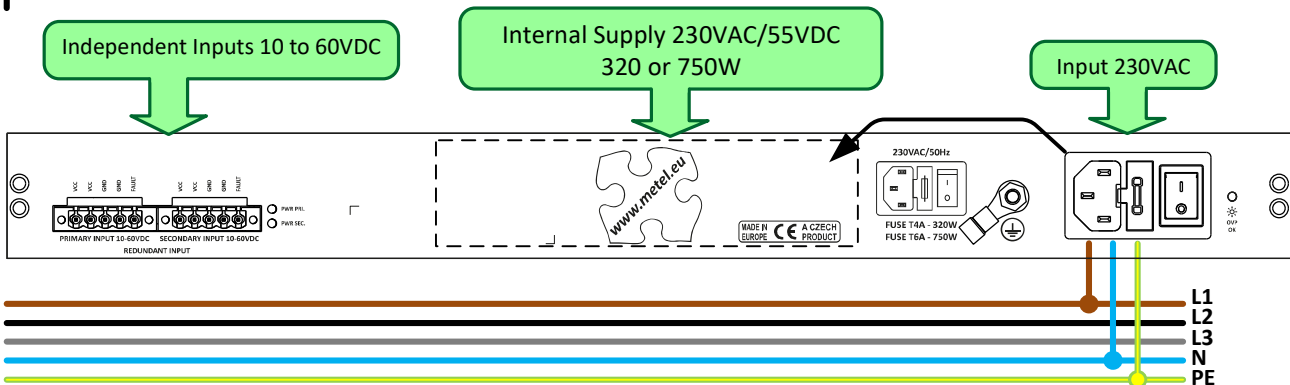 Independent Inputs 10 to 60VDC
Internal Supply 230VAC/55VDC
320 or 750W
Input 230VAC
VCC
VCC
GND
GND
FAULT
VCC
VCC
GND
GND
FAULT
PWR PRI.
PWR SEC.
PRIMARY INPUT 10-60VDC
SECONDARY INPUT 10-60VDC
REDUNDANT INPUT
www.metel.eu
MADE IN
EUROPE
CE
A CZECH
PRODUCT
230VAC/50Hz
FUSE T4A - 320W
FUSE T6A - 750W
OVP
OK
L1
L2
L3
N
PE